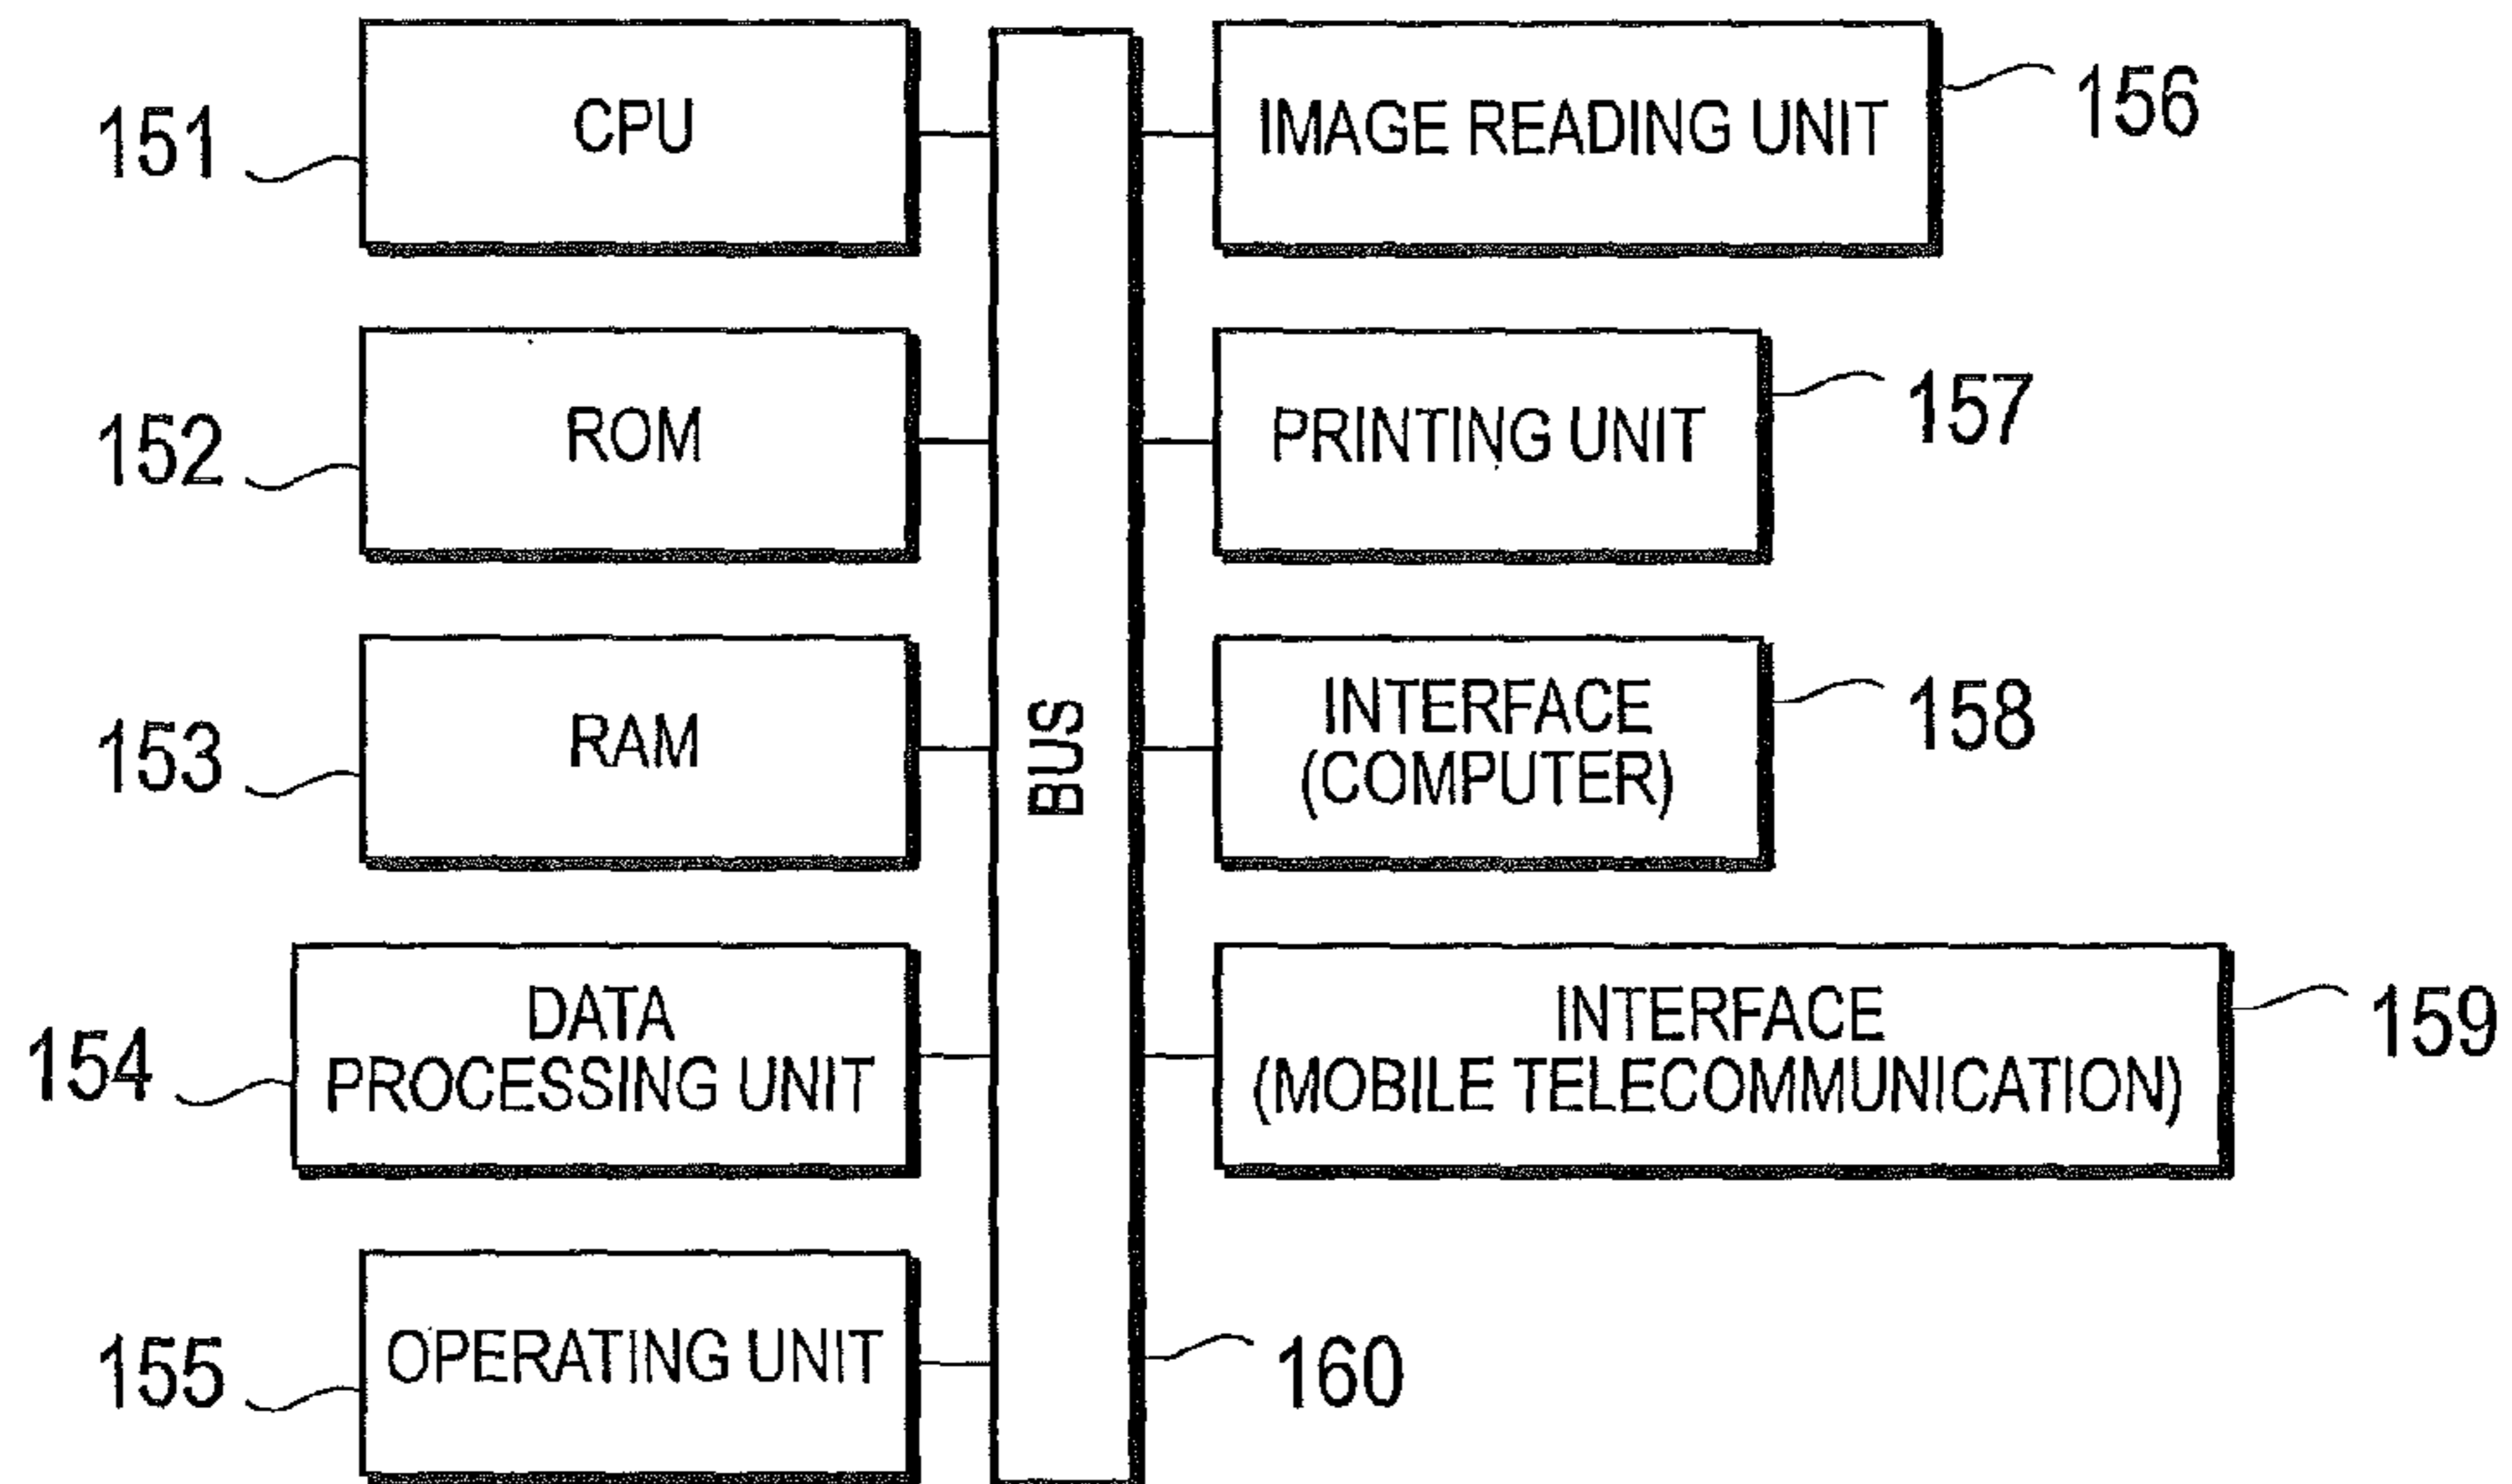 151
CPU
IMAGE READING UNIT
156
152
ROM
PRINTING UNIT
157
153
RAM
BUS
INTERFACE
(COMPUTER)
158
154
DATA
PROCESSING UNIT
INTERFACE
(MOBILE TELECOMMUNICATION)
159
155
OPERATING UNIT
160